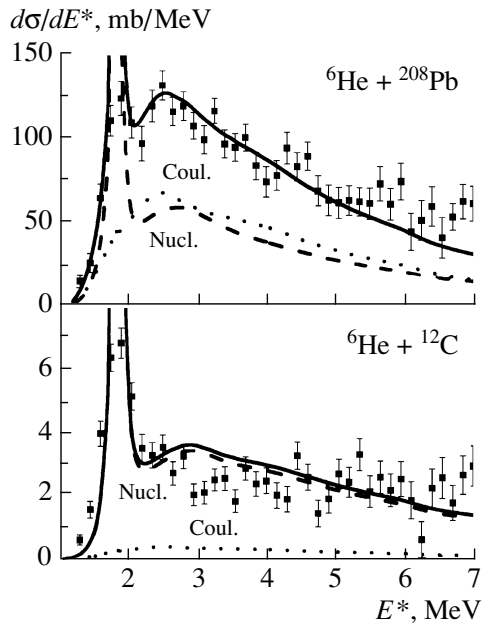 dσ/dE*, mb/MeV
⁶He + ²⁰⁸Pb
150
100
Coul.
50
Nucl.
0
8
⁶He + ¹²C
6
4
Nucl.
2
Coul.
0
2 3 4 5 6 7
E*, MeV